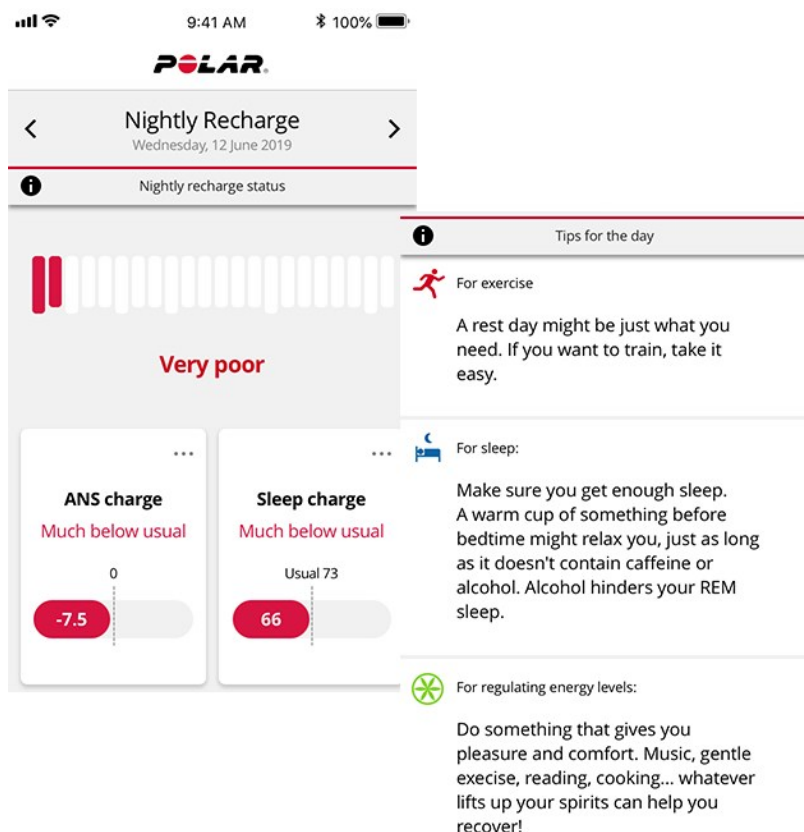 9:41 AM
100%
POLAR
Nightly Recharge
Wednesday, 12 June 2019
Nightly recharge status
Very poor
ANS charge
Much below usual
0
-7.5
Sleep charge
Much below usual
Usual 73
66
Tips for the day
For exercise
A rest day might be just what you
need. If you want to train, take it
easy.
For sleep:
Make sure you get enough sleep.
A warm cup of something before
bedtime might relax you, just as long
as it doesn't contain caffeine or
alcohol. Alcohol hinders your REM
sleep.
For regulating energy levels:
Do something that gives you
pleasure and comfort. Music, gentle
execise, reading, cooking... whatever
lifts up your spirits can help you
recover!